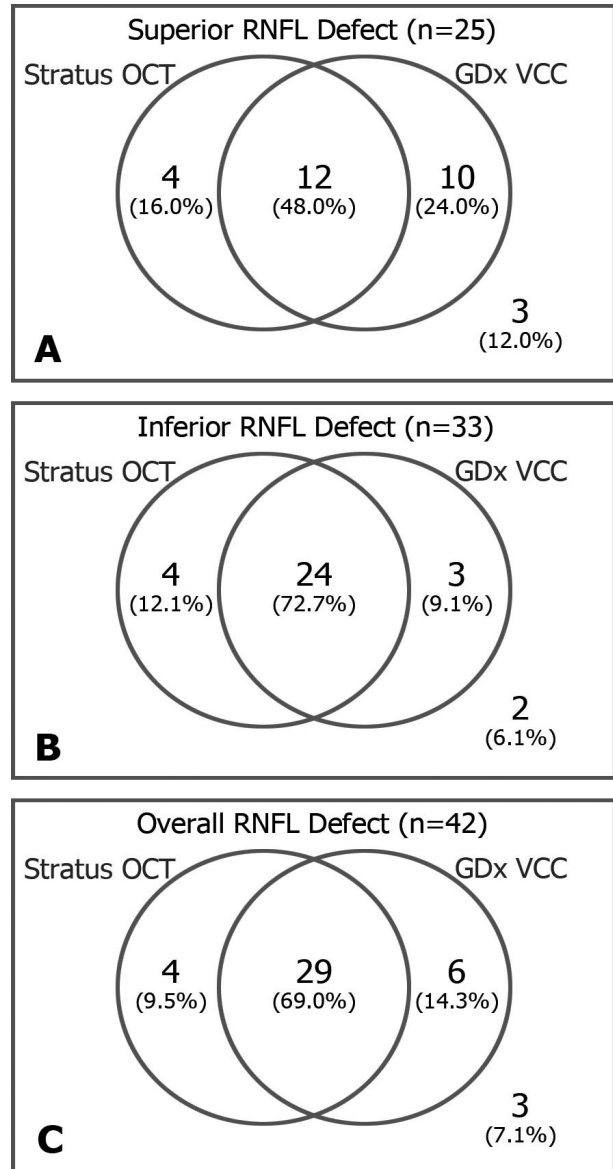 Superior RNFL Defect (n=25)
Stratus OCT GDx VCC
4 12 10
(16.0%) (48.0%) (24.0%)
3
(12.0%)
A
Inferior RNFL Defect (n=33)
Stratus OCT GDx VCC
4 24 3
(12.1%) (72.7%) (9.1%)
2
(6.1%)
B
Overall RNFL Defect (n=42)
Stratus OCT GDx VCC
4 29 6
(9.5%) (69.0%) (14.3%)
3
(7.1%)
C